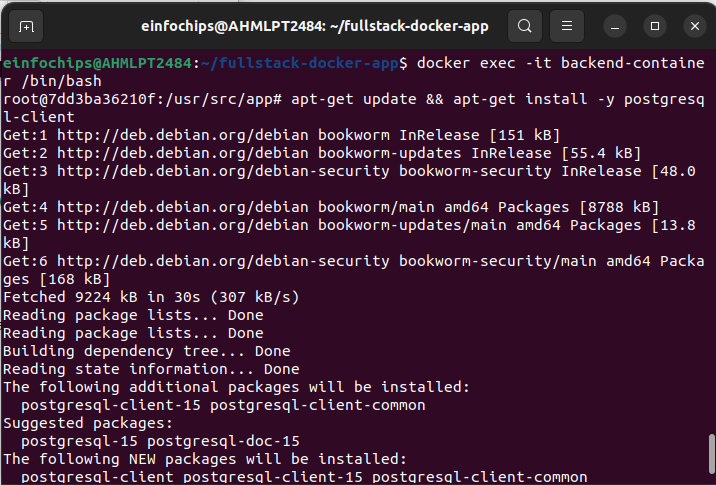 einfochips@AHMLPT2484: ~/fullstack-docker-app
einfochips@AHMLPT2484:~/fullstack-docker-app$ docker exec -it backend-containe
r /bin/bash
root@7dd3ba36210f:/usr/src/app# apt-get update && apt-get install -y postgresq
l-client
Get:1 http://deb.debian.org/debian bookworm InRelease [151 kB]
Get:2 http://deb.debian.org/debian bookworm-updates InRelease [55.4 kB]
Get:3 http://deb.debian.org/debian-security bookworm-security InRelease [48.0
kB]
Get:4 http://deb.debian.org/debian bookworm/main amd64 Packages [8788 kB]
Get:5 http://deb.debian.org/debian bookworm-updates/main amd64 Packages [13.8
kB]
Get:6 http://deb.debian.org/debian-security bookworm-security/main amd64 Packa
ges [168 kB]
Fetched 9224 kB in 30s (307 kB/s)
Reading package lists... Done
Reading package lists... Done
Building dependency tree... Done
Reading state information... Done
The following additional packages will be installed:
  postgresql-client-15 postgresql-client-common
Suggested packages:
  postgresql-15 postgresql-doc-15
The following NEW packages will be installed:
  postgresql-client postgresql-client-15 postgresql-client-common